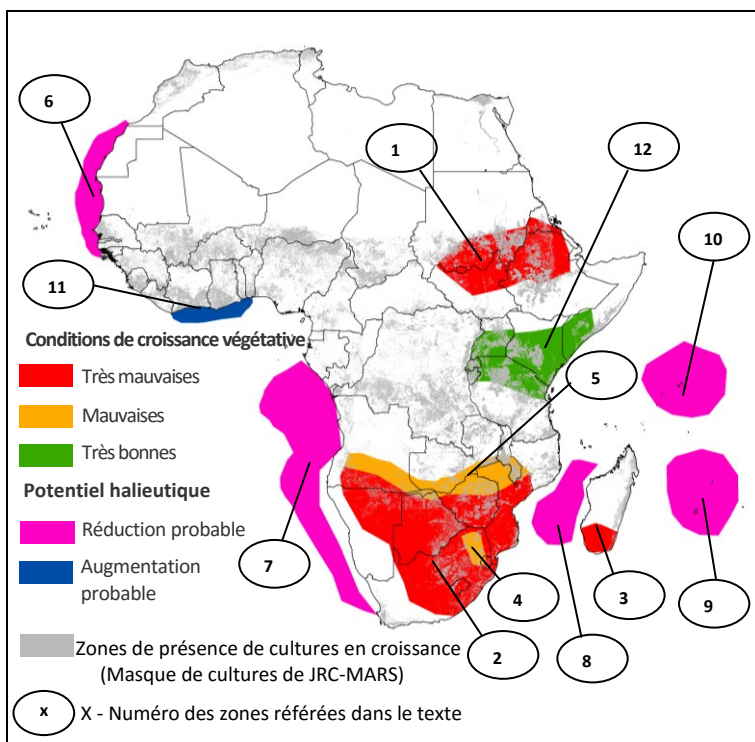 6
1
12
10
11
Conditions de croissance végétative
Très mauvaises
5
Mauvaises
Très bonnes
Potentiel halieutique
Réduction probable
Augmentation
probable
7
4
3
9
2
8
Zones de présence de cultures en croissance
(Masque de cultures de JRC-MARS)
x X - Numéro des zones référées dans le texte